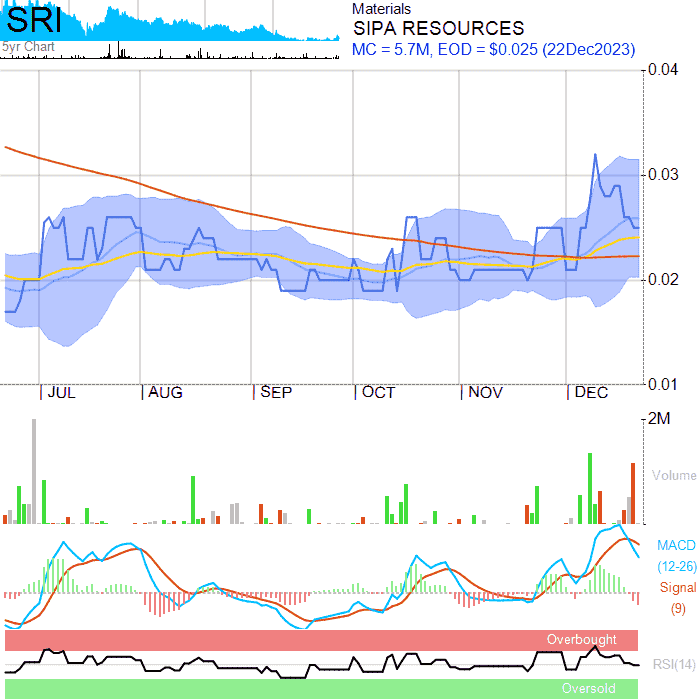 SRI
5yr Chart
Materials
SIPA RESOURCES
MC = 5.7M, EOD = $0.025 (22Dec2023)
0.04
0.03
0.02
0.01
JUL AUG SEP OCT NOV DEC
2M
Volume
MACD
(12-26)
Signal
(9)
Overbought
RSI(14)
Oversold